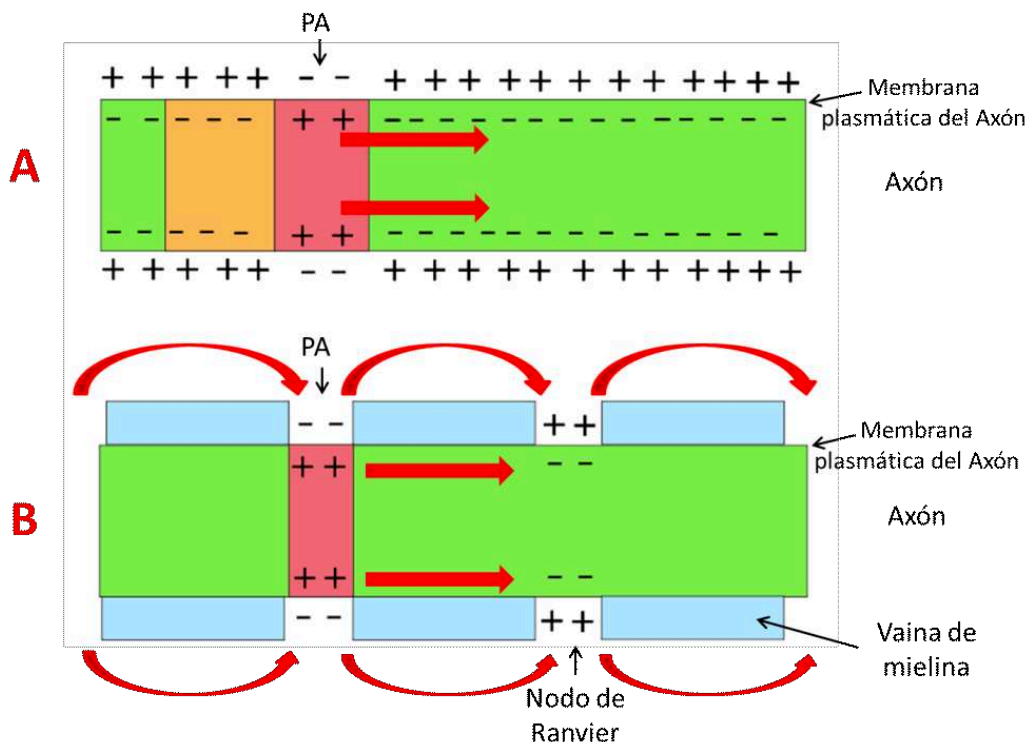 PA
Membrana
plasmática del Axón
A
Axón
PA
Membrana
plasmática del Axón
B
Axón
Vaina de
mielina
Nodo de
Ranvier